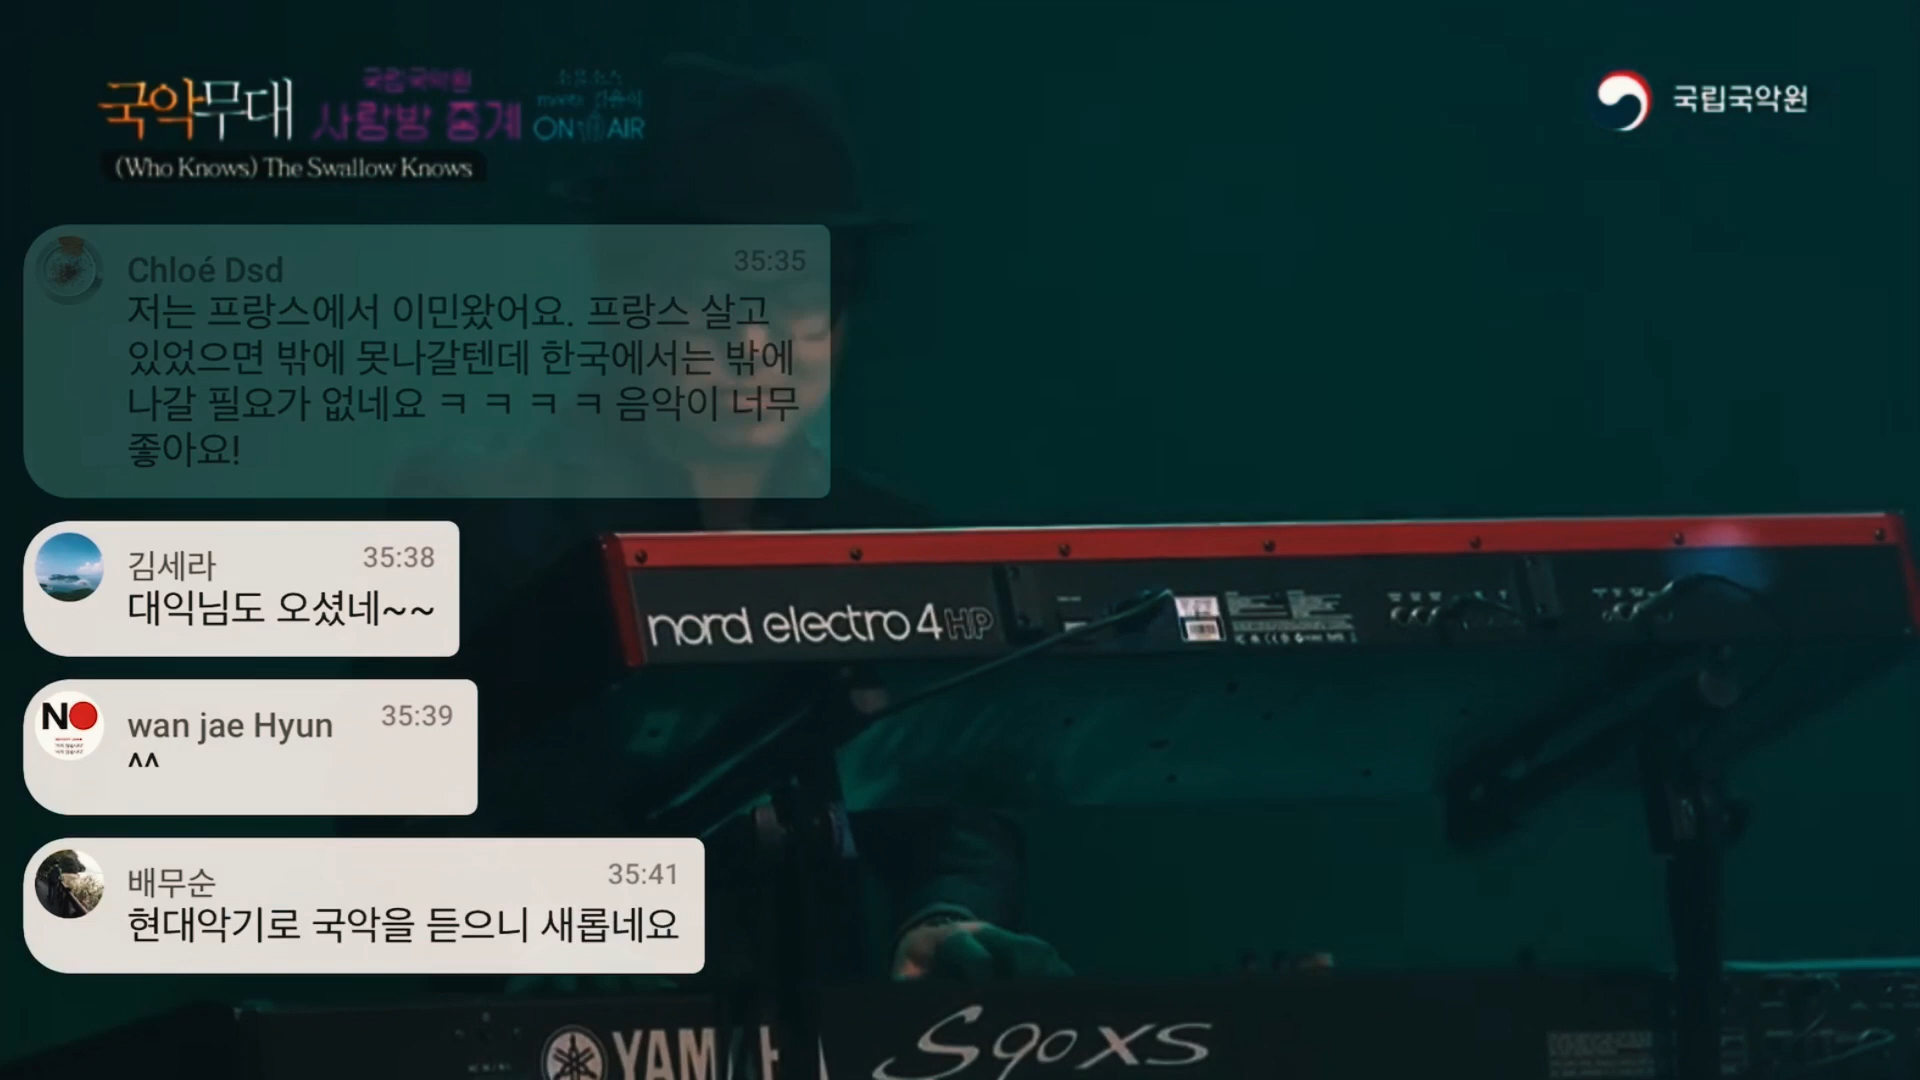 국악무대
국립국악원
사랑방 중계
ON AIR
(Who Knows) The Swallow Knows
국립국악원
Chloé Dsd 35:35
저는 프랑스에서 이민왔어요. 프랑스 살고
있었으면 밖에 못나갈텐데 한국에서는 밖에
나갈 필요가 없네요 ㅋ ㅋ ㅋ ㅋ 음악이 너무
좋아요!
김세라 35:38
대익님도 오셨네~~
NO
wan jae Hyun 35:39
^^
배무순 35:41
현대악기로 국악을 듣으니 새롭네요
nord electro 4 HP
YAMAH
S90XS